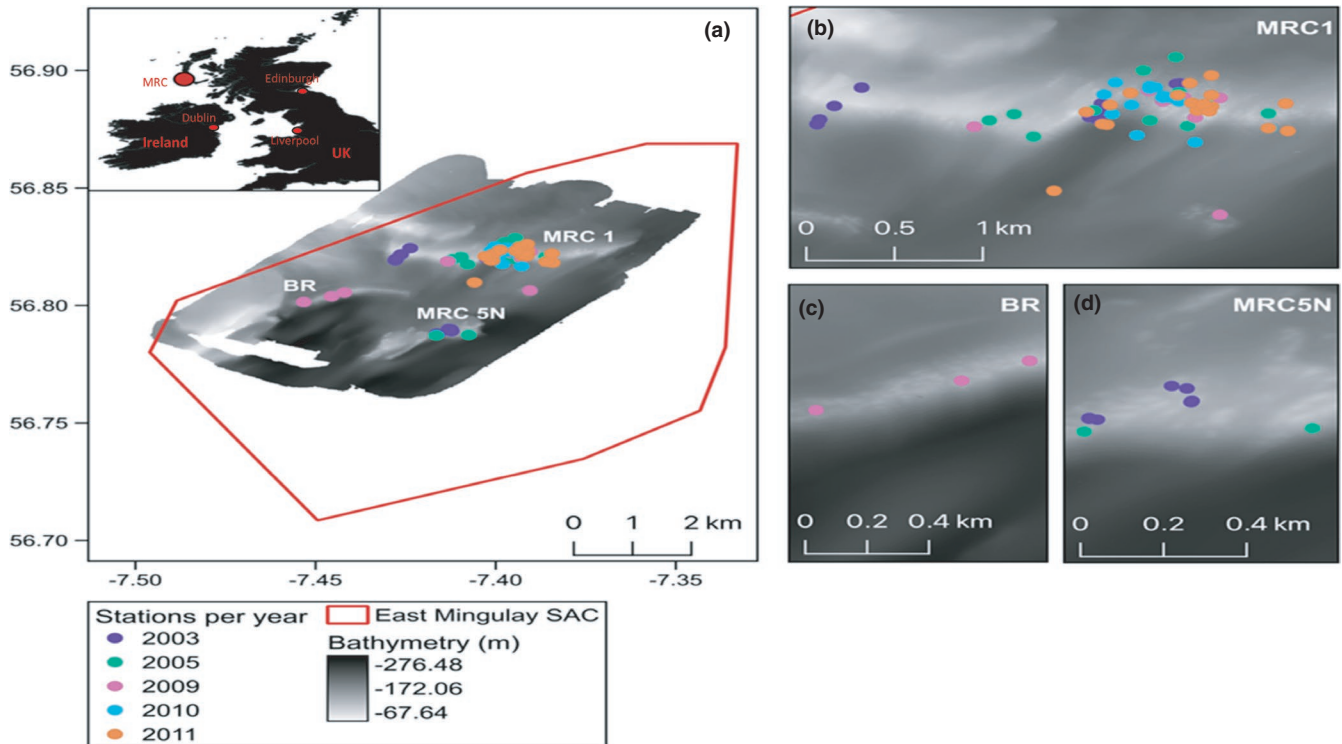 (a)
56.90
56.85
56.80
56.75
56.70
-7.50
-7.45
-7.40
-7.35
MRC
Edinburgh
Dublin
Ireland
Liverpool
UK
MRC 1
BR
MRC 5N
0 1 2 km
(b)
MRC1
0 0.5 1 km
(c)
BR
0 0.2 0.4 km
(d)
MRC5N
0 0.2 0.4 km
Stations per year
2003
2005
2009
2010
2011
East Mingulay SAC
Bathymetry (m)
-276.48
-172.06
-67.64